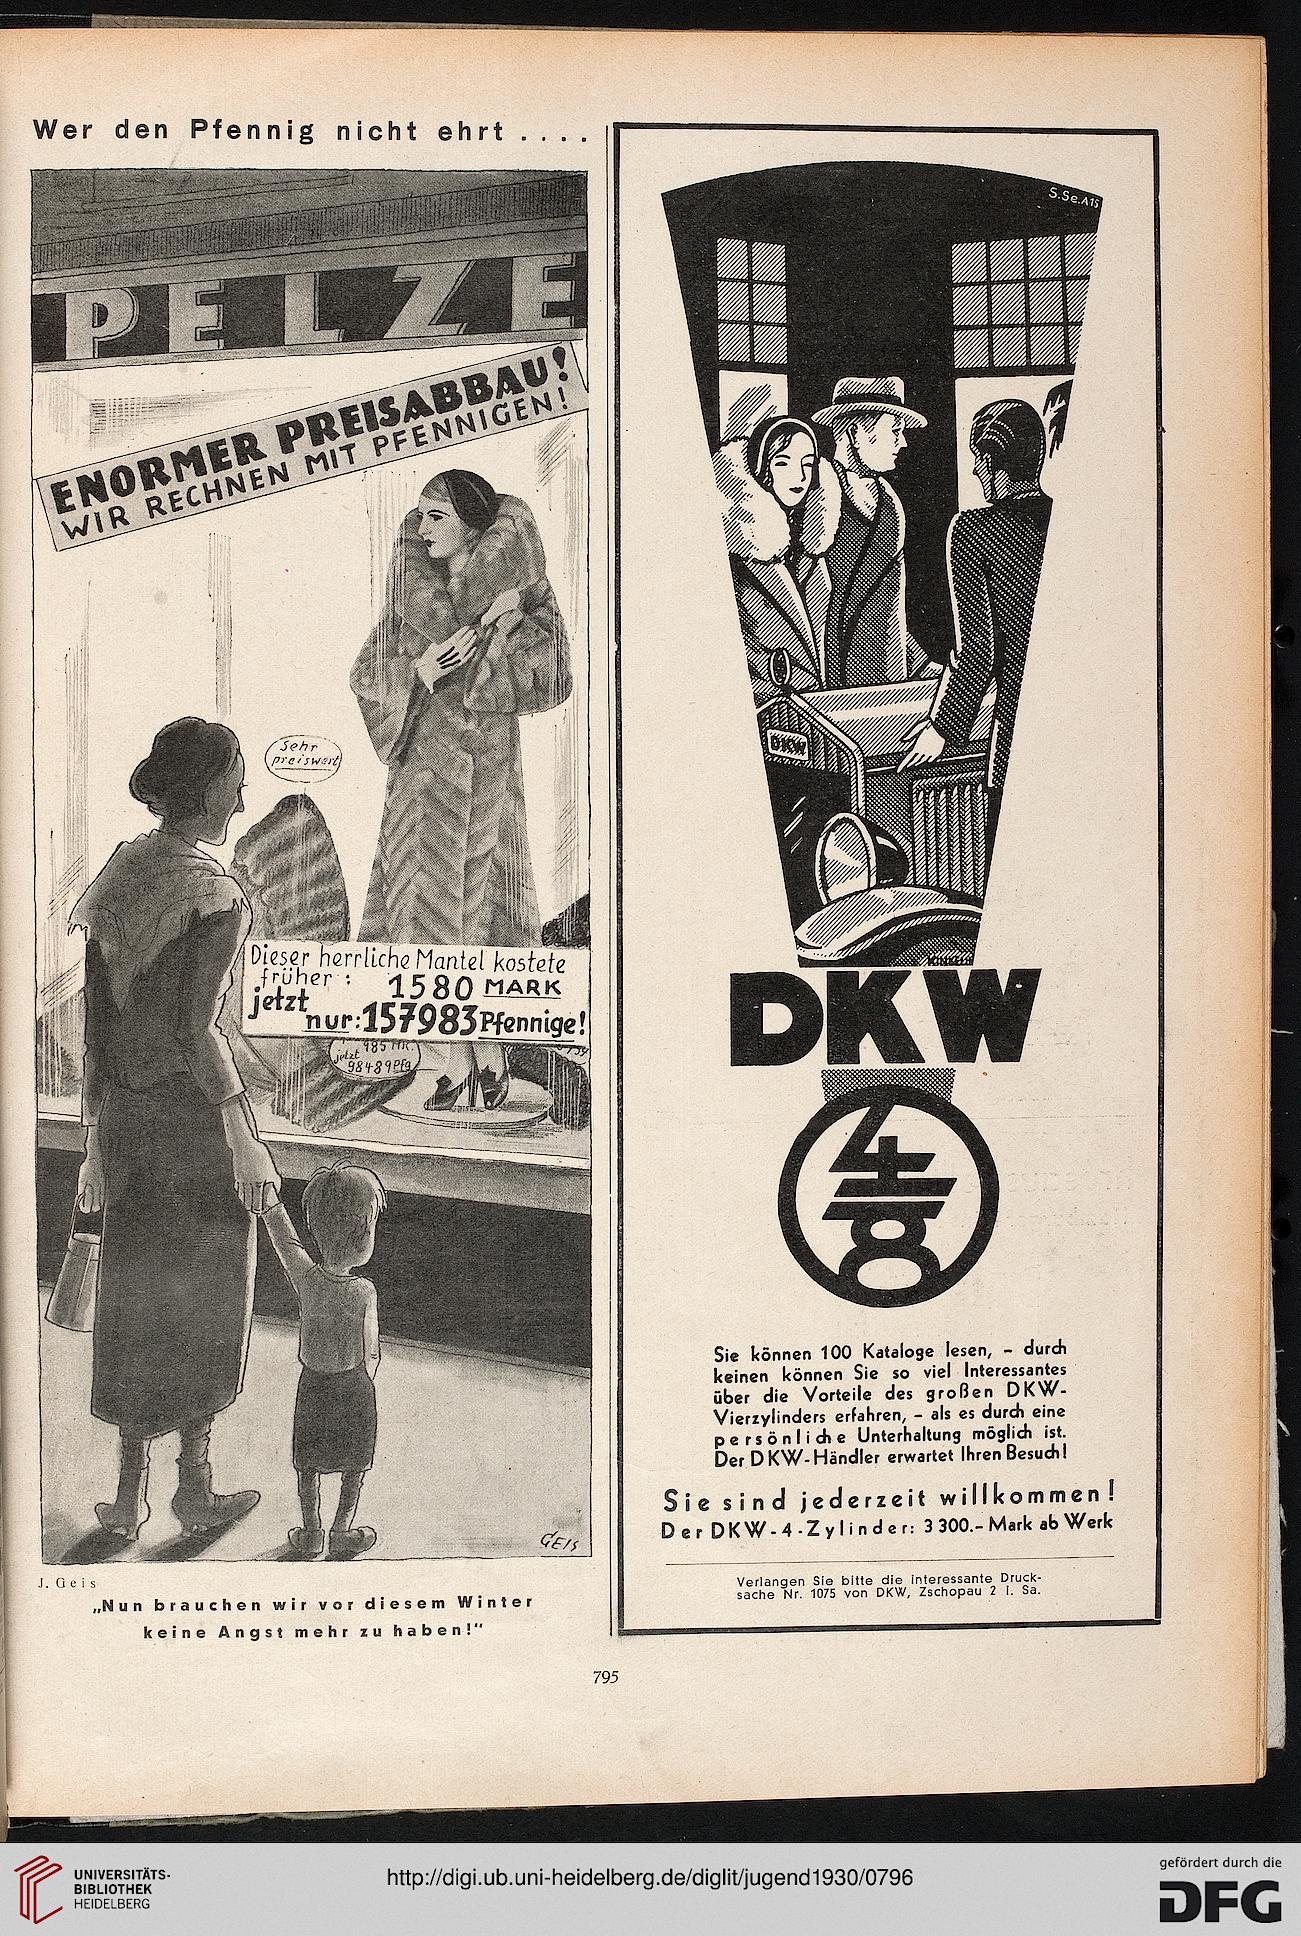 Wer den Pfennig nicht ehrt . . . .
PELZE
ENORMER PREISABBAU!
WIR RECHNEN MIT PFENNIGEN!
Sehr
preiswert
Dieser herrliche Mantel kostete
früher : 1580 MARK
jetzt
nur: 157983 Pfennige!
985 MK.
jetzt
98489 Pfg
GEIS
J. Geis
„Nun brauchen wir vor diesem Winter
keine Angst mehr zu haben!"
S.Se.A15
DKW
DKW
Sie können 100 Kataloge lesen, – durch
keinen können Sie so viel Interessantes
über die Vorteile des großen DKW-
Vierzylinders erfahren, – als es durch eine
persönliche Unterhaltung möglich ist.
Der DKW-Händler erwartet Ihren Besuch!
Sie sind jederzeit willkommen!
Der DKW-4-Zylinder: 3300.- Mark ab Werk
Verlangen Sie bitte die interessante Druck-
sache Nr. 1075 von DKW, Zschopau 2 i. Sa.
795
UNIVERSITÄTS-
BIBLIOTHEK
HEIDELBERG
http://digi.ub.uni-heidelberg.de/diglit/jugend1930/0796
gefördert durch die
DFG